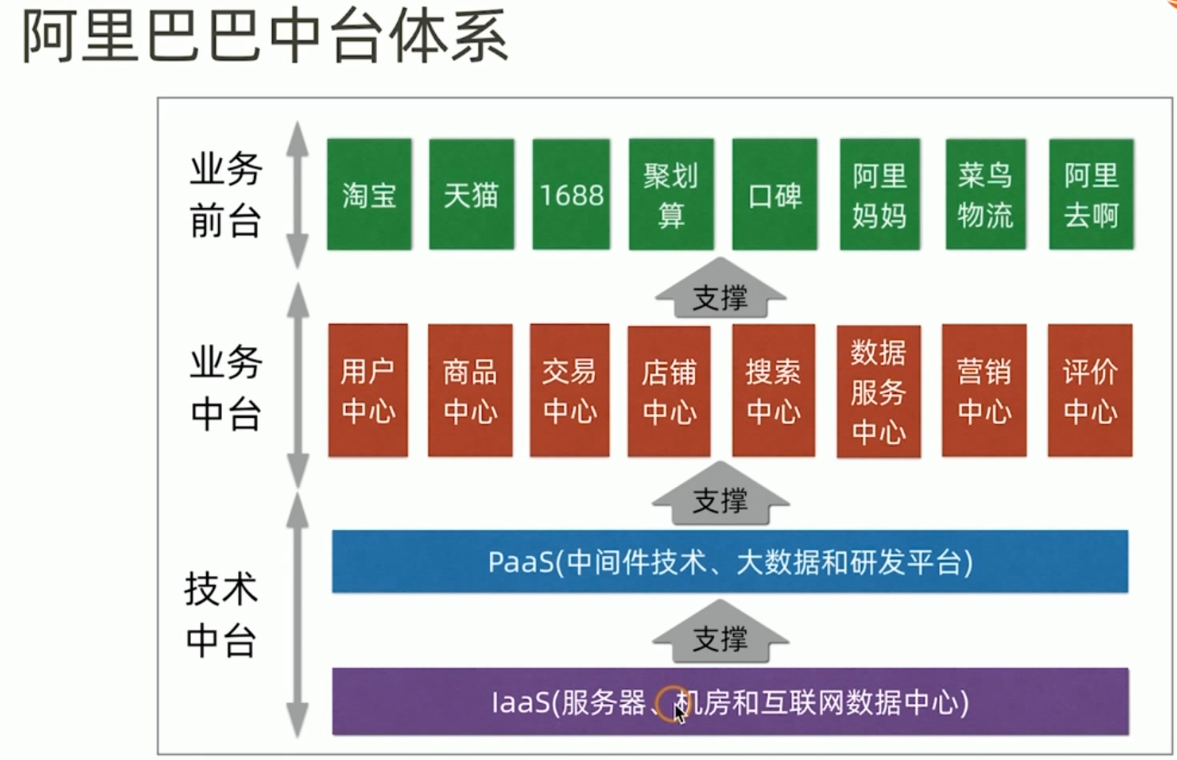 阿里巴巴中台体系
业务
前台
淘宝
天猫
1688
聚划
算
口碑
阿里
妈妈
菜鸟
物流
阿里
去啊
支撑
业务
中台
用户
中心
商品
中心
交易
中心
店铺
中心
搜索
中心
数据
服务
中心
营销
中心
评价
中心
支撑
技术
中台
PaaS(中间件技术、大数据和研发平台)
支撑
IaaS(服务器、机房和互联网数据中心)